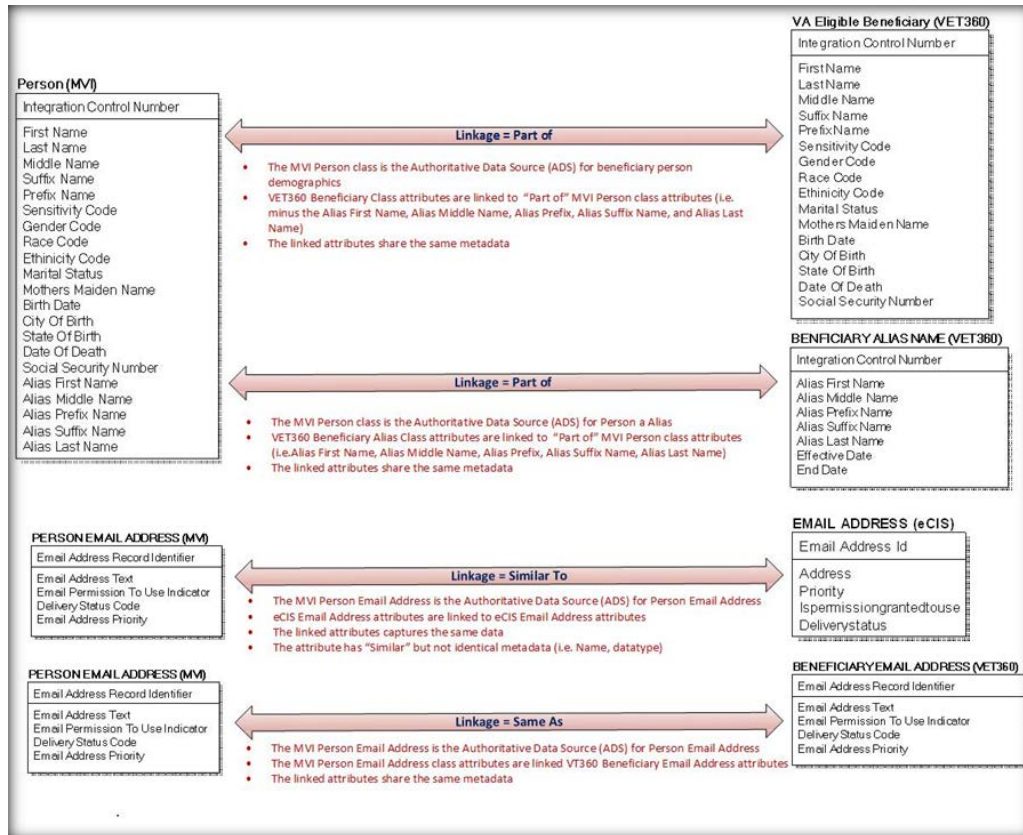 VA Eligible Beneficiary (VET360)
Integration Control Number
FirstName
LastName
Middle Name
Suffix Name
PrefixName
Sensitivity Code
Gender Code
Race Code
Ethinicity Code
Marital Status
Mothers Maiden Name
Birth Date
City Of Birth
State Of Birth
Date Of Death
Social Security Number
Person (MVI)
Integration Control Number
First Name
Last Name
Middle Name
Suffix Name
Prefix Name
Sensitivity Code
Gender Code
Race Code
Ethinicity Code
Marital Status
Mothers Maiden Name
Birth Date
City Of Birth
State Of Birth
Date Of Death
Social Security Number
Alias First Name
Alias Middle Name
Alias Prefix Name
Alias Suffix Name
Alias Last Name
Linkage = Part of
• The MVI Person class is the Authoritative Data Source (ADS) for beneficiary person
demographics
• VET360 Beneficiary Class attributes are linked to "Part of" MVI Person class attributes (i.e.
minus the Alias First Name, Alias Middle Name, Alias Prefix, Alias Suffix Name, and Alias Last
Name)
• The linked attributes share the same metadata
BENFICIARY ALIAS NAME (VET360)
Integration Control Number
Alias First Name
Alias Middle Name
Alias Prefix Name
Alias Suffix Name
Alias Last Name
Effective Date
End Date
Linkage = Part of
• The MVI Person class is the Authoritative Data Source (ADS) for Person a Alias
• VET360 Beneficiary Alias Class attributes are linked to "Part of" MVI Person class attributes
(i.e.Alias First Name, Alias Middle Name, Alias Prefix, Alias Suffix Name, Alias Last Name)
• The linked attributes share the same metadata
PERSON EMAIL ADDRESS (MVI)
Email Address Record Identifier
Email Address Text
Email Permission To Use Indicator
Delivery Status Code
Email Address Priority
Linkage = Similar To
• The MVI Person Email Address is the Authoritative Data Source (ADS) for Person Email Address
• eCIS Email Address attributes are linked to eCIS Email Address attributes
• The linked attributes captures the same data
• The attribute has "Similar" but not identical metadata (i.e. Name, datatype)
EMAIL ADDRESS (eCIS)
Email Address Id
Address
Priority
Ispermissiongrantedtouse
Deliverystatus
PERSON EMAIL ADDRESS (MVI)
Email Address Record Identifier
Email Address Text
Email Permission To Use Indicator
Delivery Status Code
Email Address Priority
Linkage = Same As
• The MVI Person Email Address is the Authoritative Data Source (ADS) for Person Email Address
• The MVI Person Email Address class attributes are linked VT360 Beneficiary Email Address attributes
• The linked attributes share the same metadata
BENEFICIARY EMAIL ADDRESS (VET360)
Email Address Record Identifier
Email Address Text
Email Permission To Use Indicator
Delivery Status Code
Email Address Priority